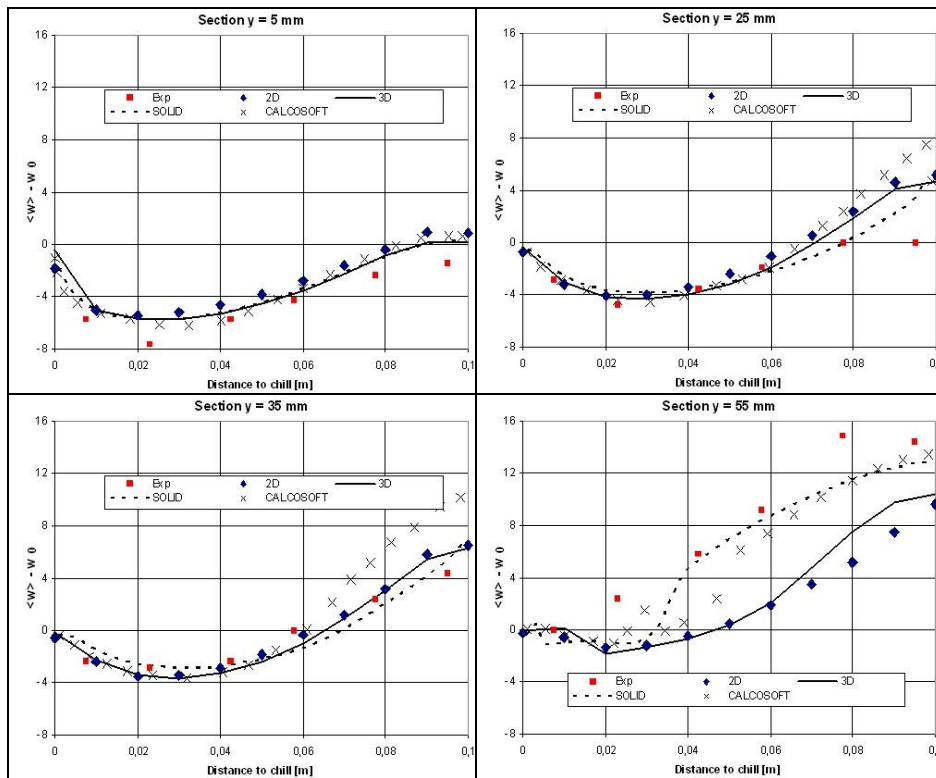 Section y = 5 mm
16
12
8
4
0
-4
-8
<w> - w 0
Exp 2D 3D
SOLID CALCOSOFT
0 0,02 0,04 0,06 0,08 0,1
Distance to chill [m]
Section y = 25 mm
16
12
8
4
0
-4
-8
<w> - w 0
Exp 2D 3D
SOLID CALCOSOFT
0 0,02 0,04 0,06 0,08 0,
Distance to chill [m]
Section y = 35 mm
16
12
8
4
0
-4
-8
<w> - w 0
Exp 2D 3D
SOLID CALCOSOFT
0 0,02 0,04 0,06 0,08 0,1
Distance to chill [m]
Section y = 55 mm
16
12
8
4
0
-4
-8
<w> - w 0
Exp 2D 3D
SOLID CALCOSOFT
0 0,02 0,04 0,06 0,08 0,
Distance to chill [m]